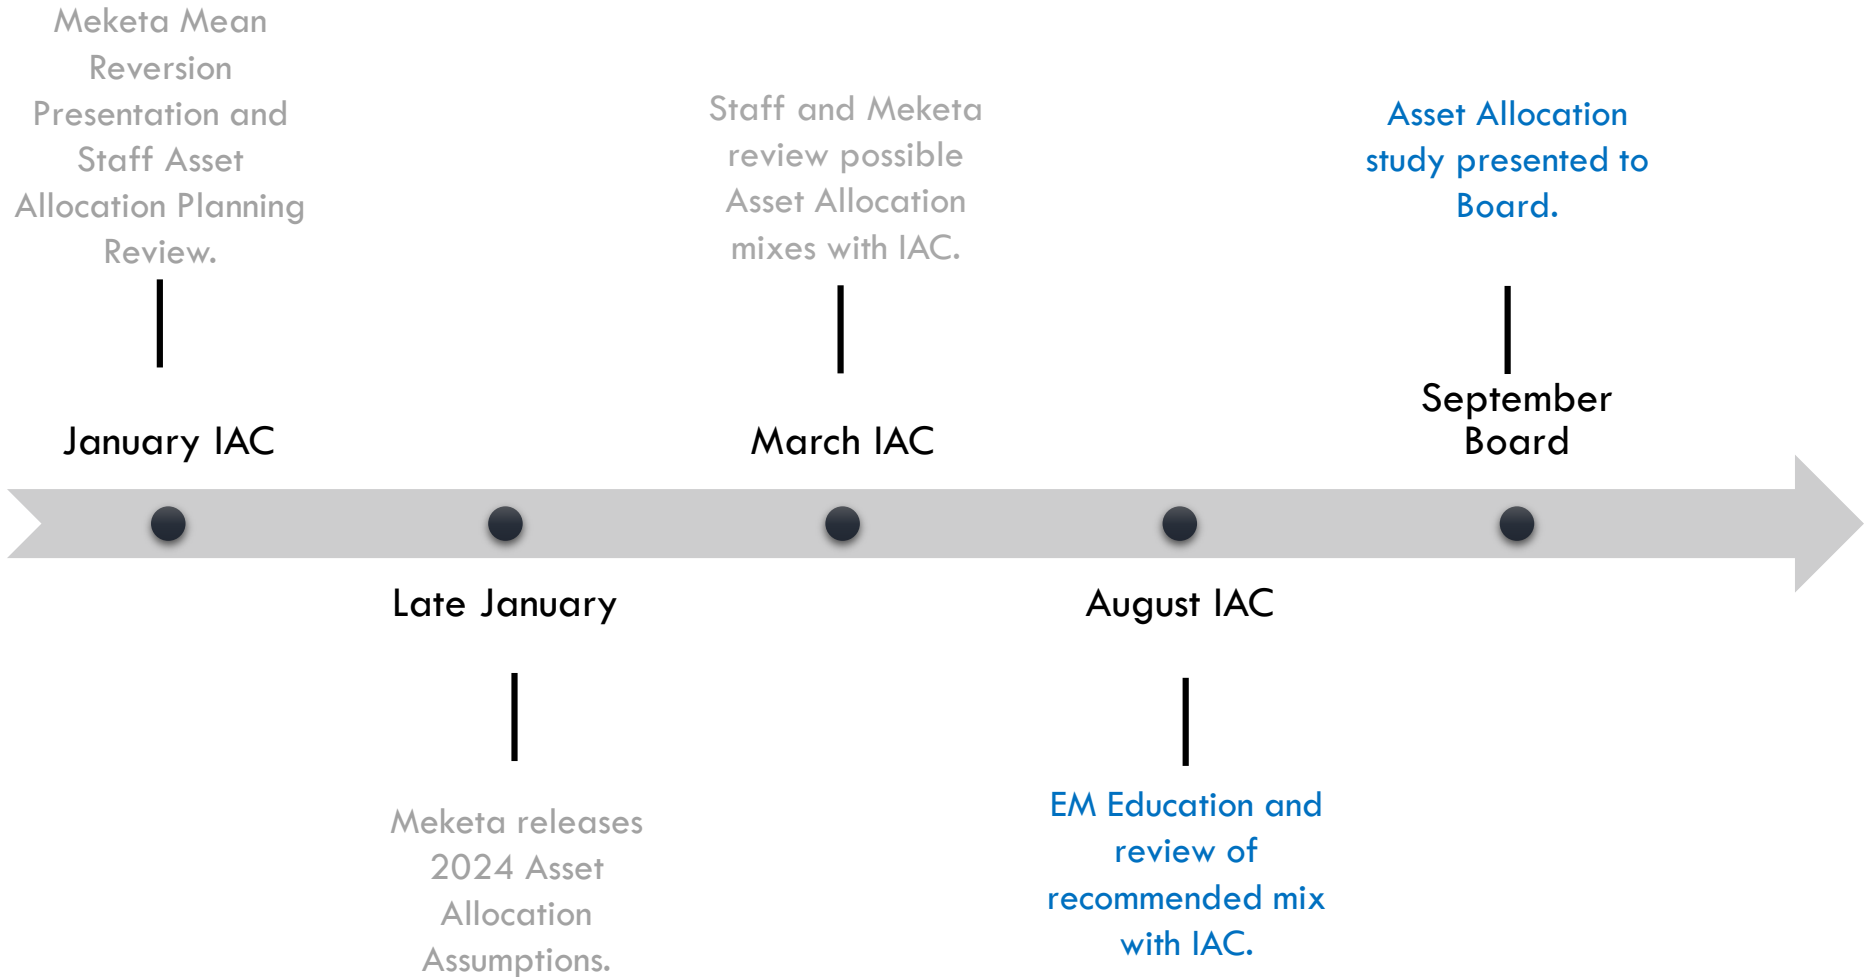 Meketa Mean
Reversion
Presentation and
Staff Asset
Allocation Planning
Review.
January IAC
Late January
Meketa releases
2024 Asset
Allocation
Assumptions.
Staff and Meketa
review possible
Asset Allocation
mixes with IAC.
March IAC
August IAC
EM Education and
review of
recommended mix
with IAC.
Asset Allocation
study presented to
Board.
September
Board